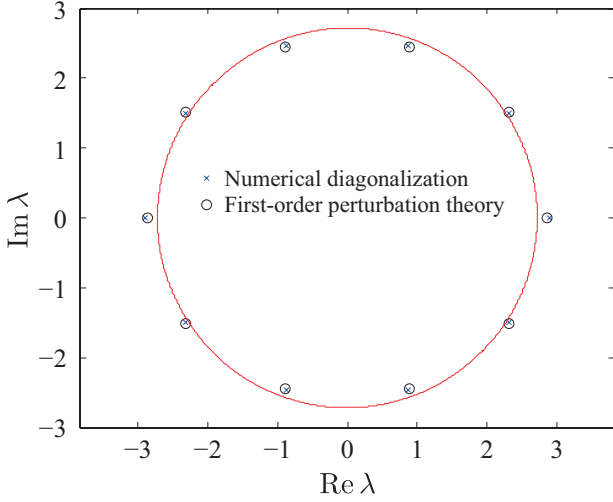 3
2
1
0
−1
−2
−3
Im λ
× Numerical diagonalization
○ First-order perturbation theory
−3 −2 −1 0 1 2 3
Re λ